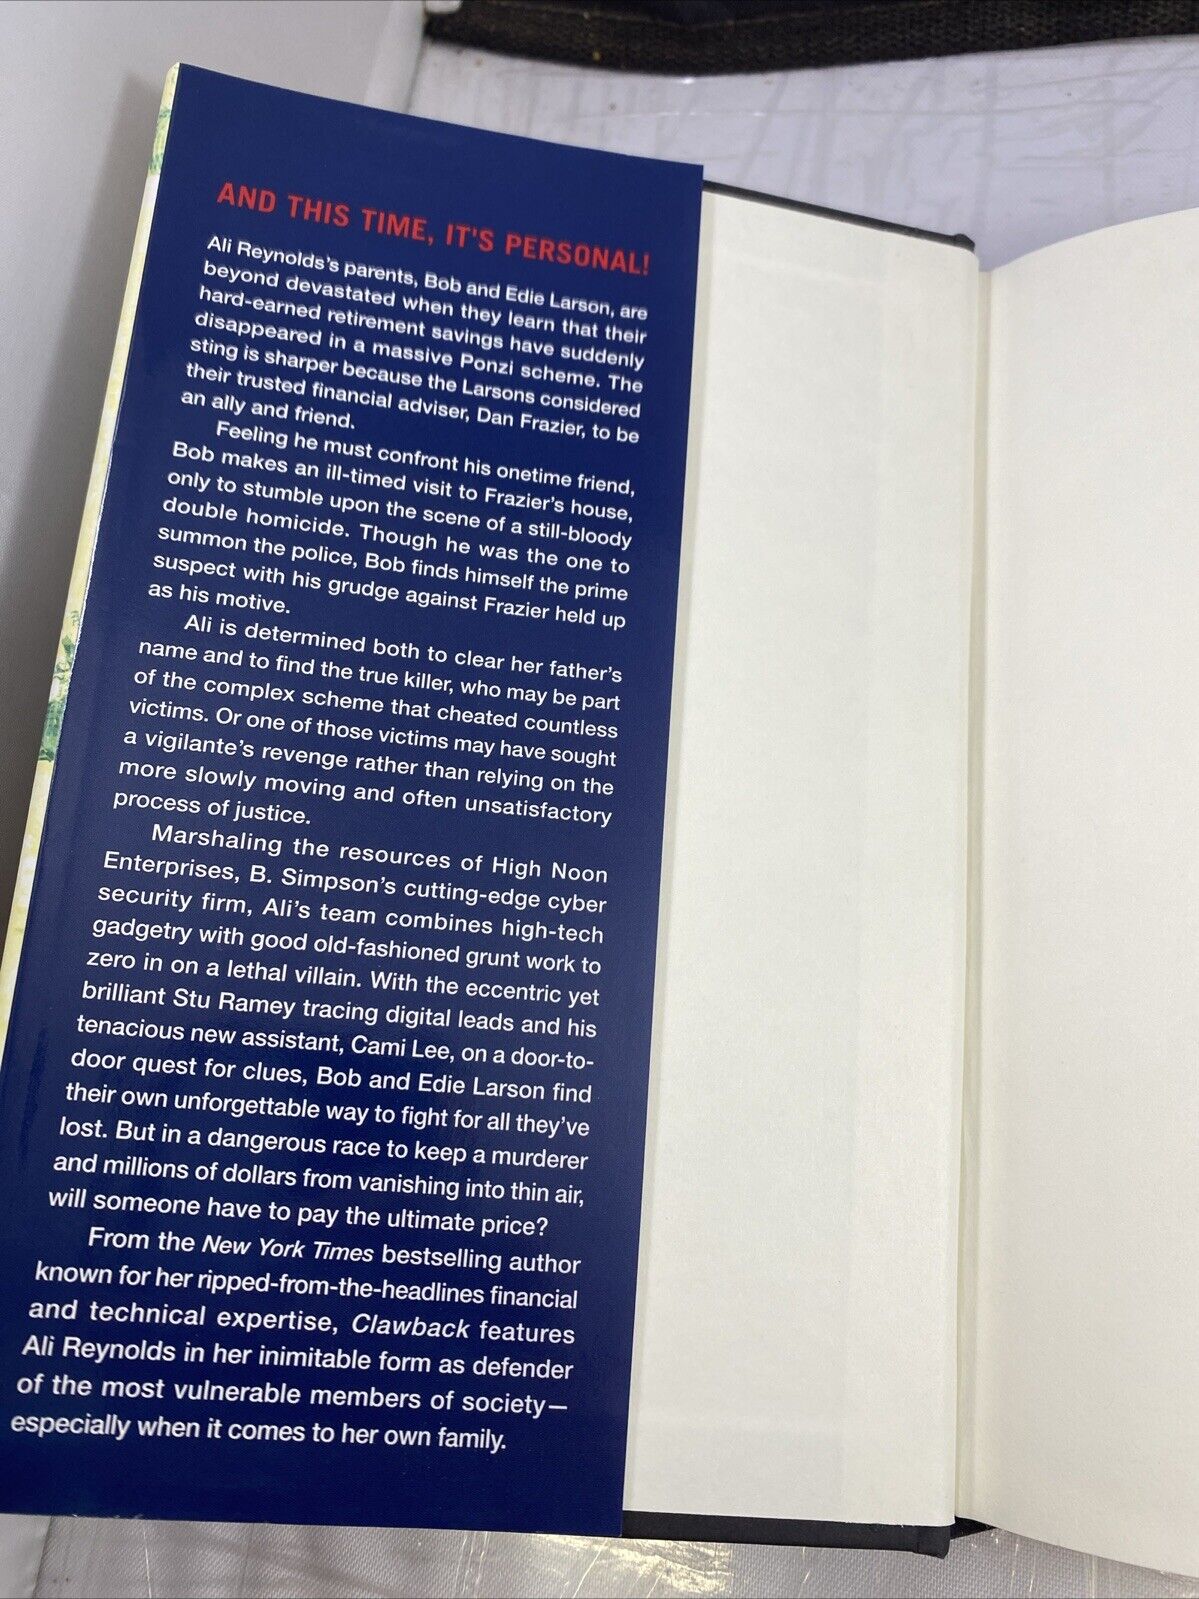 AND THIS TIME, IT'S PERSONAL!
Ali Reynolds's parents, Bob and Edie Larson, are
beyond devastated when they learn that their
hard-earned retirement savings have suddenly
disappeared in a massive Ponzi scheme. The
sting is sharper because the Larsons considered
their trusted financial adviser, Dan Frazier, to be
an ally and friend.
Feeling he must confront his onetime friend,
Bob makes an ill-timed visit to Frazier's house,
only to stumble upon the scene of a still-bloody
double homicide. Though he was the one to
summon the police, Bob finds himself the prime
suspect with his grudge against Frazier held up
as his motive.
Ali is determined both to clear her father's
name and to find the true killer, who may be part
of the complex scheme that cheated countless
victims. Or one of those victims may have sought
a vigilante's revenge rather than relying on the
more slowly moving and often unsatisfactory
process of justice.
Marshaling the resources of High Noon
Enterprises, B. Simpson's cutting-edge cyber
security firm, Ali's team combines high-tech
gadgetry with good old-fashioned grunt work to
zero in on a lethal villain. With the eccentric yet
brilliant Stu Ramey tracing digital leads and his
tenacious new assistant, Cami Lee, on a door-to-
door quest for clues, Bob and Edie Larson find
their own unforgettable way to fight for all they've
lost. But in a dangerous race to keep a murderer
and millions of dollars from vanishing into thin air,
will someone have to pay the ultimate price?
From the New York Times bestselling author
known for her ripped-from-the-headlines financial
and technical expertise, Clawback features
Ali Reynolds in her inimitable form as defender
of the most vulnerable members of society—
especially when it comes to her own family.